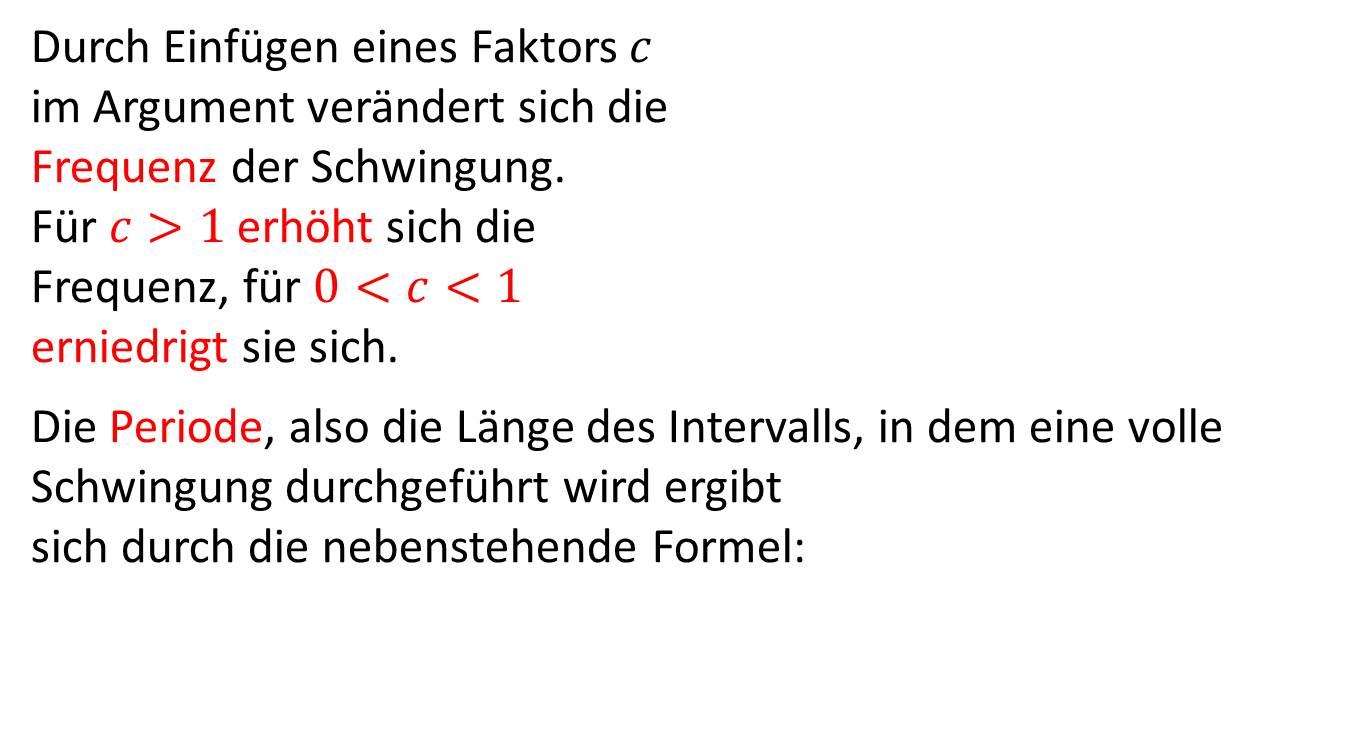 Durch Einfügen eines Faktors c
im Argument verändert sich die
Frequenz der Schwingung.
Für c > 1 erhöht sich die
Frequenz, für 0 < c < 1
erniedrigt sie sich.
Die Periode, also die Länge des Intervalls, in dem eine volle
Schwingung durchgeführt wird ergibt
sich durch die nebenstehende Formel: